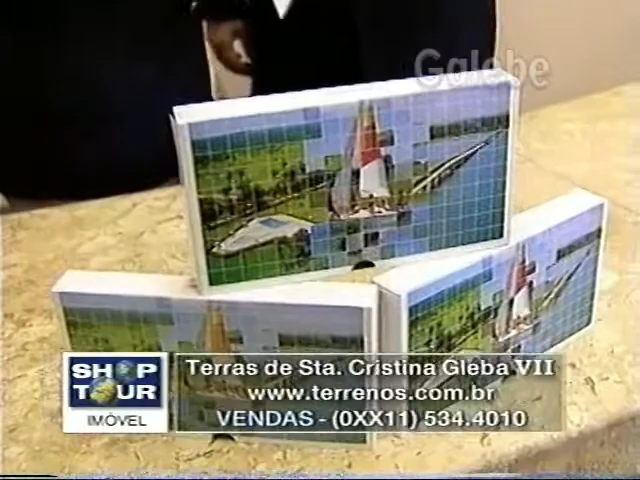 Galebe
SHOP
TOUR
IMÓVEL
Terras de Sta. Cristina Gleba VII
www.terrenos.com.br
VENDAS - (0XX11) 534.4010